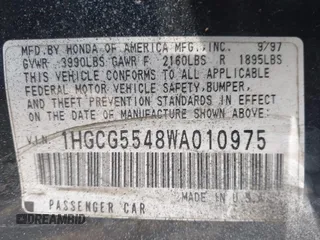 MFD. BY HONDA OF AMERICA MFG., INC. 9/97
GVWR 3990LBS GAWR F 2160LBS R 1895LBS
THIS VEHICLE CONFORMS TO ALL APPLICABLE
FEDERAL MOTOR VEHICLE SAFETY, BUMPER,
AND THEFT PREVENTION STANDARDS IN EFFECT
ON THE DATE OF MANUFACTURE SHOWN ABOVE.
V.I.N. 1HGCG5548WA010975
PASSENGER CAR MADE IN U.S.A.
DREAMBID